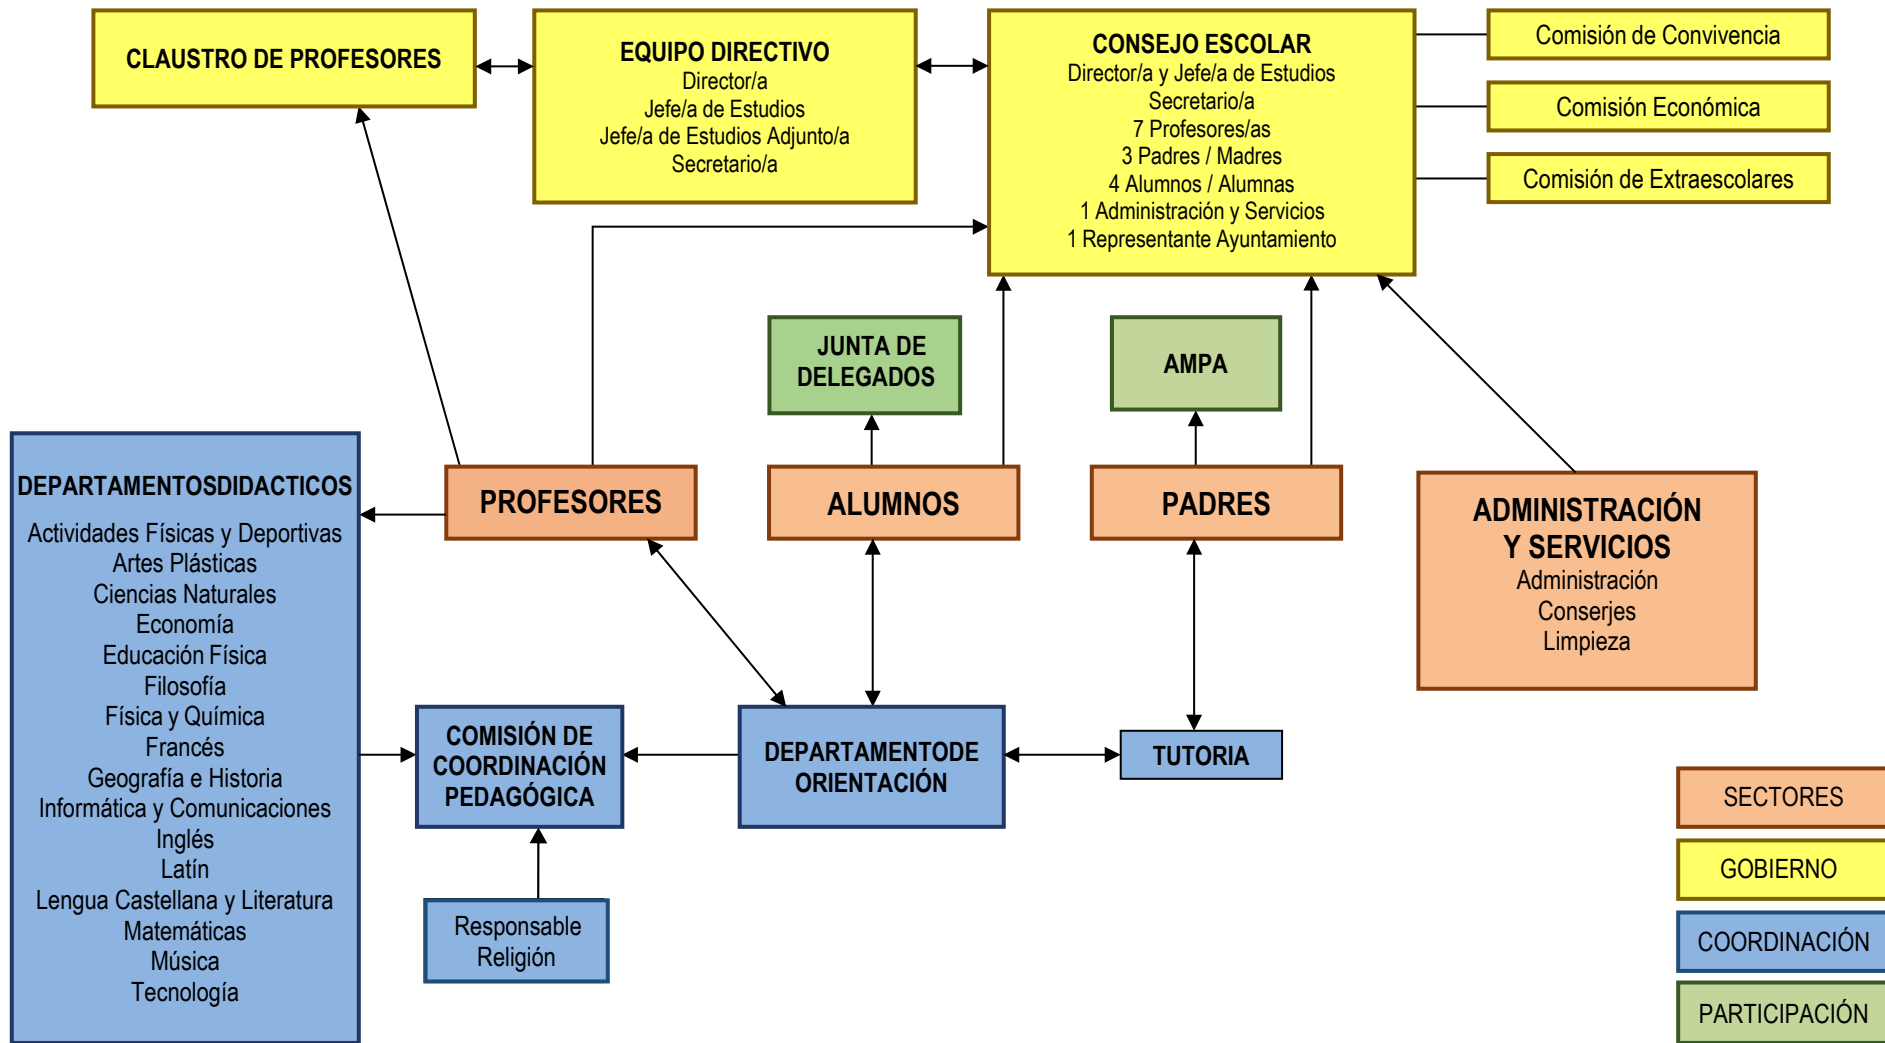 CLAUSTRO DE PROFESORES
EQUIPO DIRECTIVO
Director/a
Jefe/a de Estudios
Jefe/a de Estudios Adjunto/a
Secretario/a
CONSEJO ESCOLAR
Director/a y Jefe/a de Estudios
Secretario/a
7 Profesores/as
3 Padres / Madres
4 Alumnos / Alumnas
1 Administración y Servicios
1 Representante Ayuntamiento
Comisión de Convivencia
Comisión Económica
Comisión de Extraescolares
JUNTA DE
DELEGADOS
AMPA
DEPARTAMENTOSDIDACTICOS
Actividades Físicas y Deportivas
Artes Plásticas
Ciencias Naturales
Economía
Educación Física
Filosofía
Física y Química
Francés
Geografía e Historia
Informática y Comunicaciones
Inglés
Latín
Lengua Castellana y Literatura
Matemáticas
Música
Tecnología
PROFESORES
ALUMNOS
PADRES
ADMINISTRACIÓN
Y SERVICIOS
Administración
Conserjes
Limpieza
COMISIÓN DE
COORDINACIÓN
PEDAGÓGICA
DEPARTAMENTODE
ORIENTACIÓN
TUTORIA
Responsable
Religión
SECTORES
GOBIERNO
COORDINACIÓN
PARTICIPACIÓN